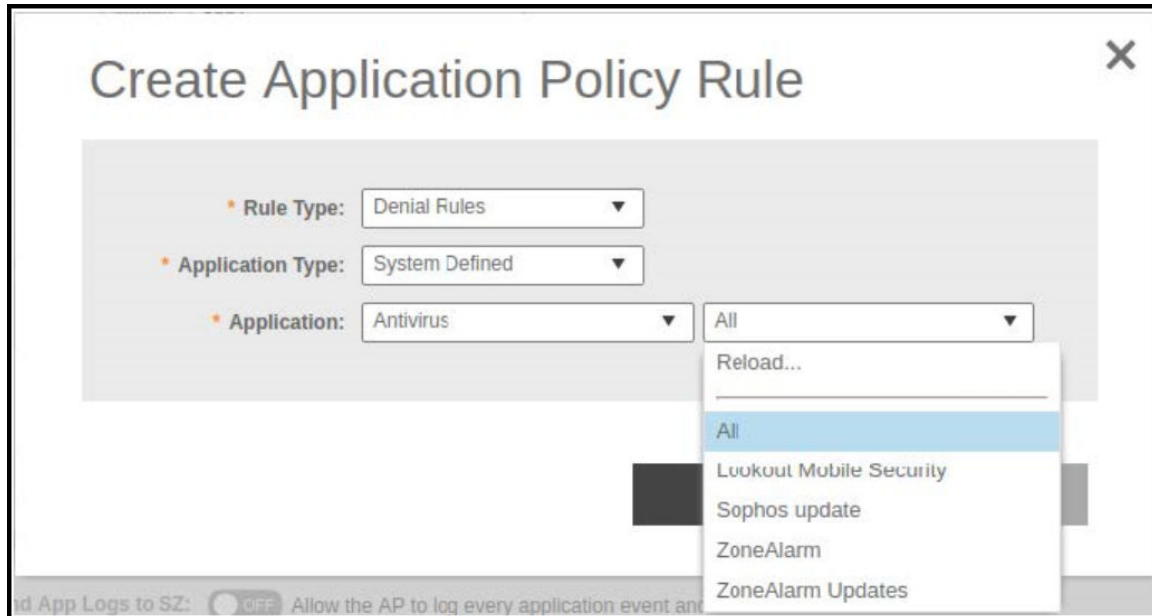 Create Application Policy Rule
* Rule Type: Denial Rules
* Application Type: System Defined
* Application: Antivirus All
Reload...
All
Lookout Mobile Security
Sophos update
ZoneAlarm
ZoneAlarm Updates
App Logs to SZ: OFF Allow the AP to log every application event and